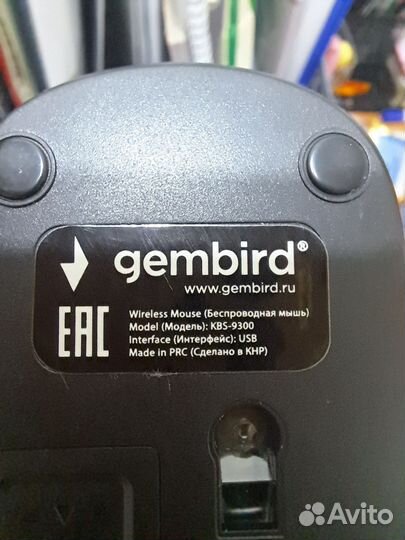 gembird®
www.gembird.ru
EAC
Wireless Mouse (Беспроводная мышь)
Model (Модель): KBS-9300
Interface (Интерфейс): USB
Made in PRC (Сделано в КНР)
Avito